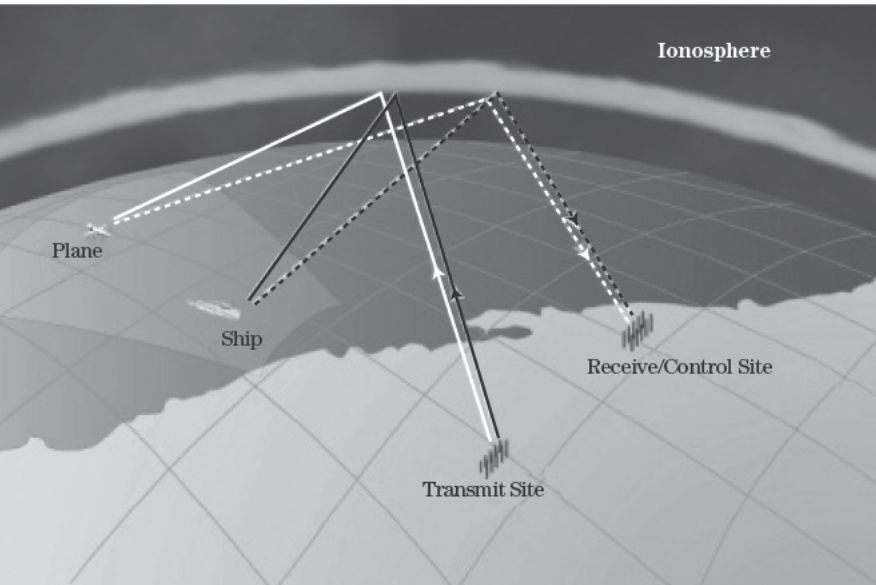 Ionosphere
Plane
Ship
Receive/Control Site
Transmit Site